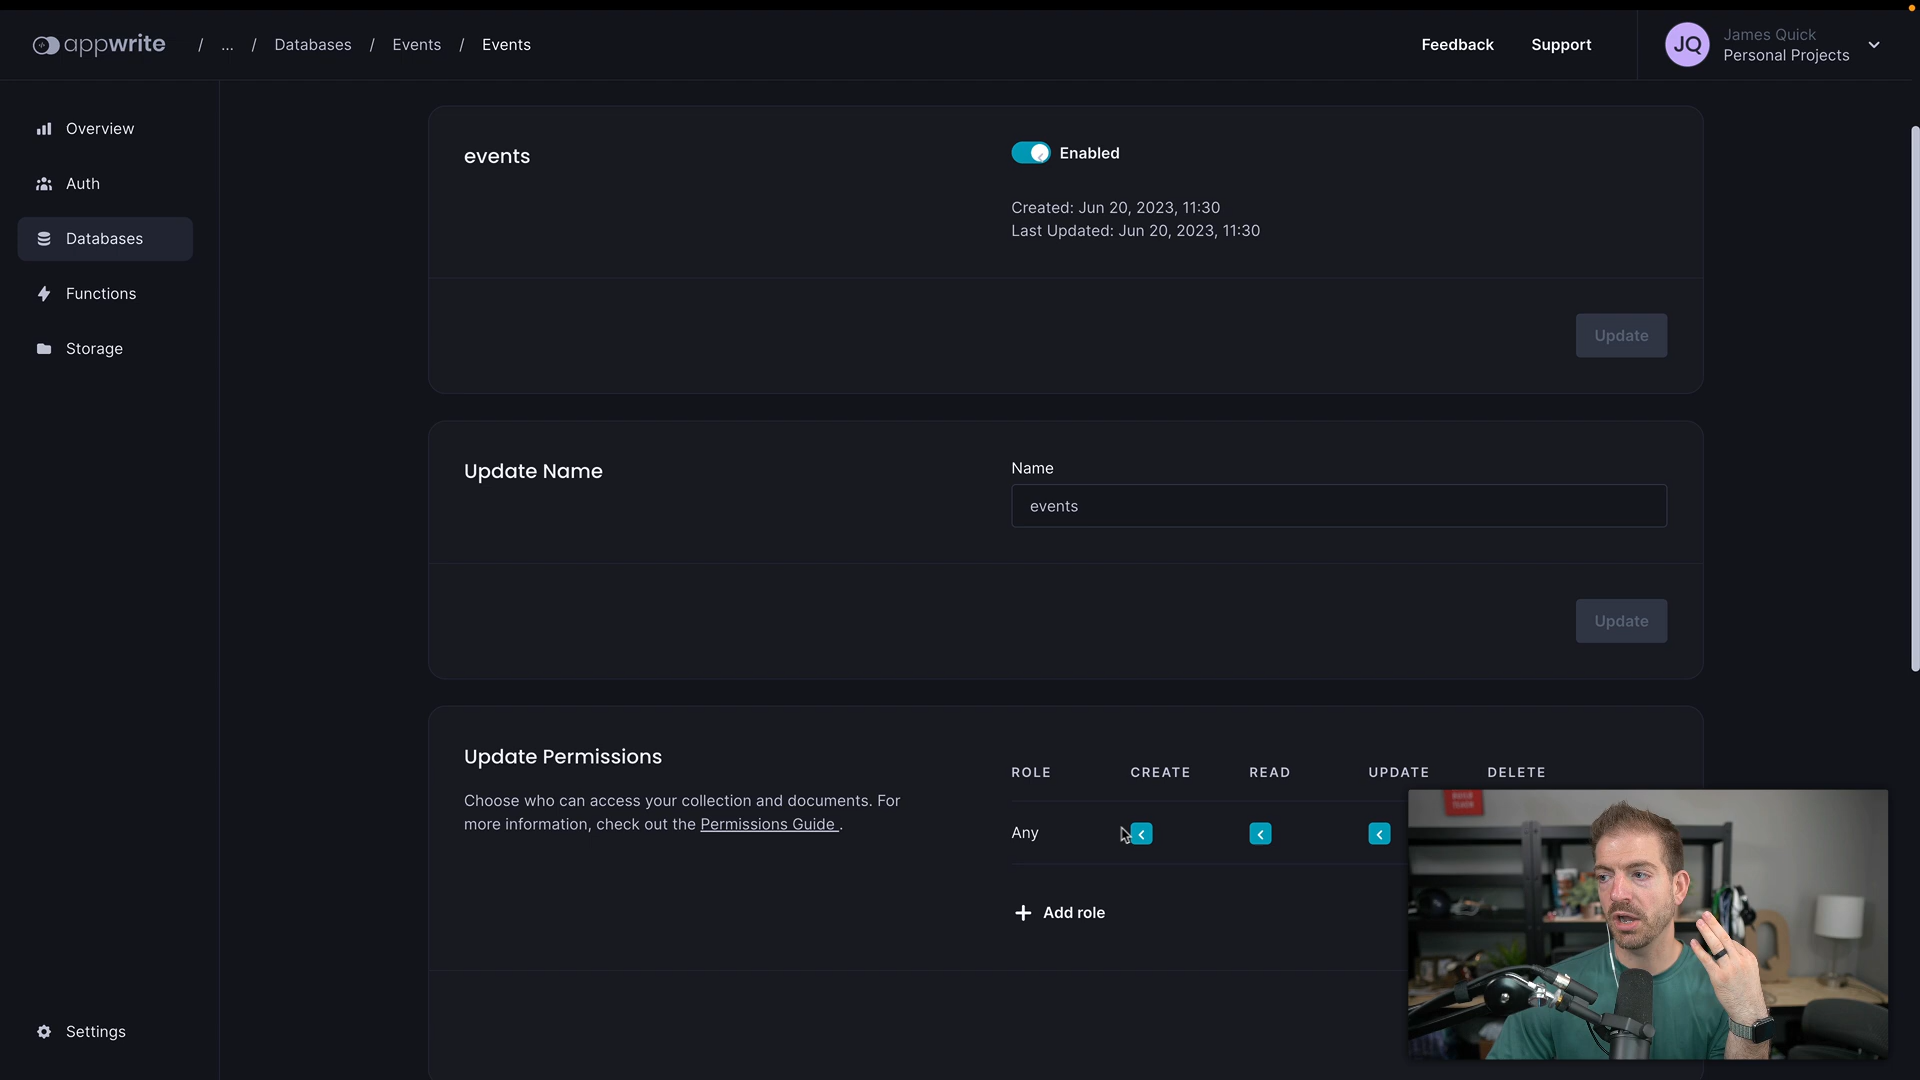 appwrite / ... / Databases / Events / Events
Feedback Support JQ James Quick
Personal Projects
Overview
Auth
Databases
Functions
Storage
Settings
events
Enabled
Created: Jun 20, 2023, 11:30
Last Updated: Jun 20, 2023, 11:30
Update
Update Name
Name
events
Update
Update Permissions
Choose who can access your collection and documents. For
more information, check out the Permissions Guide .
ROLE CREATE READ UPDATE DELETE
Any
Add role